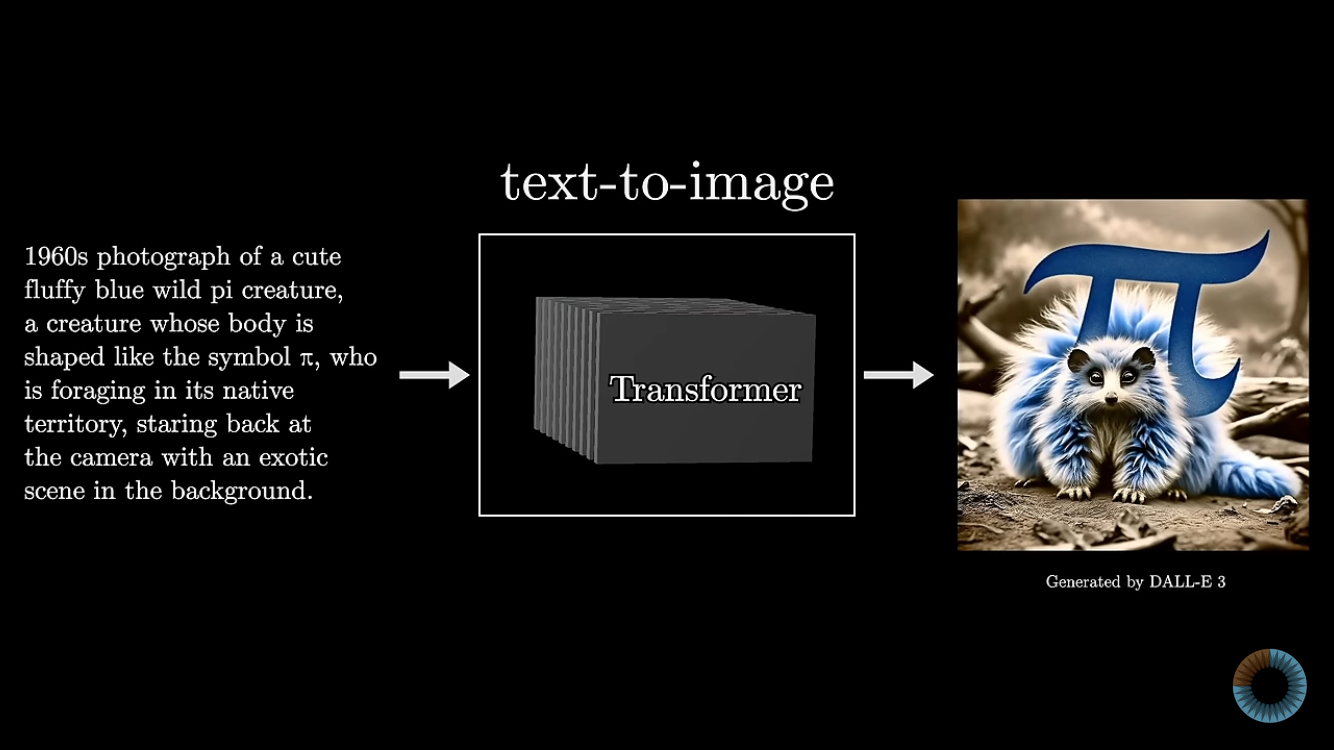 text-to-image
1960s photograph of a cute
fluffy blue wild pi creature,
a creature whose body is
shaped like the symbol π, who
is foraging in its native
territory, staring back at
the camera with an exotic
scene in the background.
Transformer
π
Generated by DALL-E 3